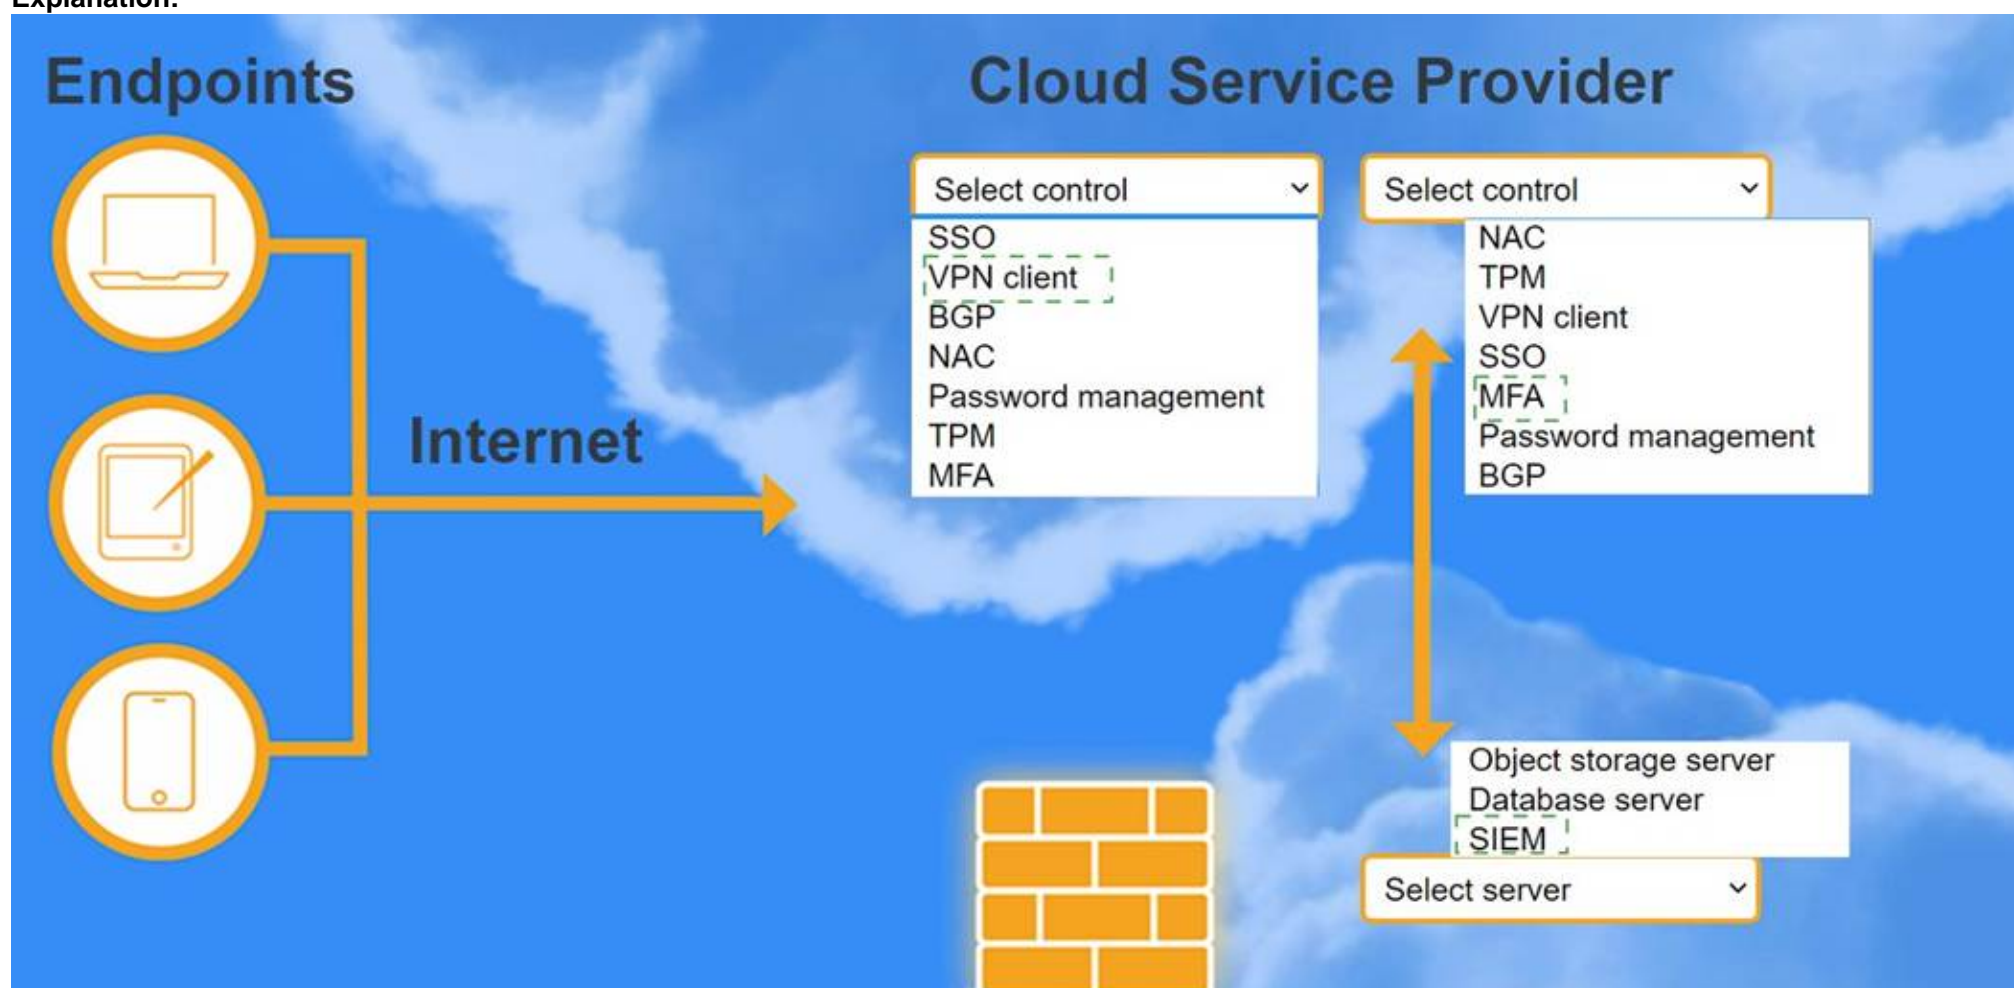 Explanation:
Endpoints
Cloud Service Provider
Select control
SSO
VPN client
BGP
NAC
Password management
TPM
MFA
Select control
NAC
TPM
VPN client
SSO
MFA
Password management
BGP
Internet
Object storage server
Database server
SIEM
Select server